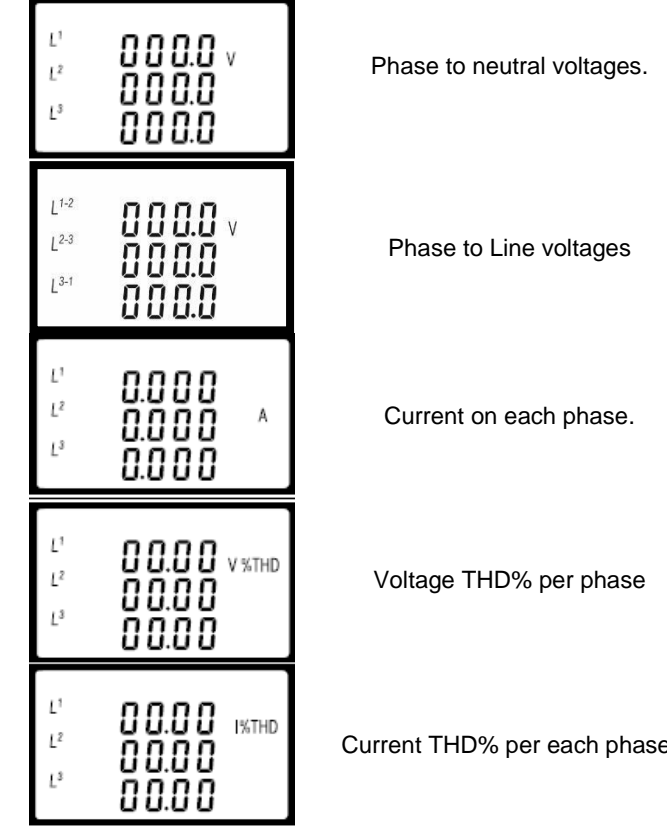 L1 000.0 V
L2 000.0
L3 000.0
Phase to neutral voltages.
L1-2 000.0 V
L2-3 000.0
L3-1 000.0
Phase to Line voltages
L1 0.000
L2 0.000 A
L3 0.000
Current on each phase.
L1 00.00 V %THD
L2 00.00
L3 00.00
Voltage THD% per phase
L1 00.00 I%THD
L2 00.00
L3 00.00
Current THD% per each phase